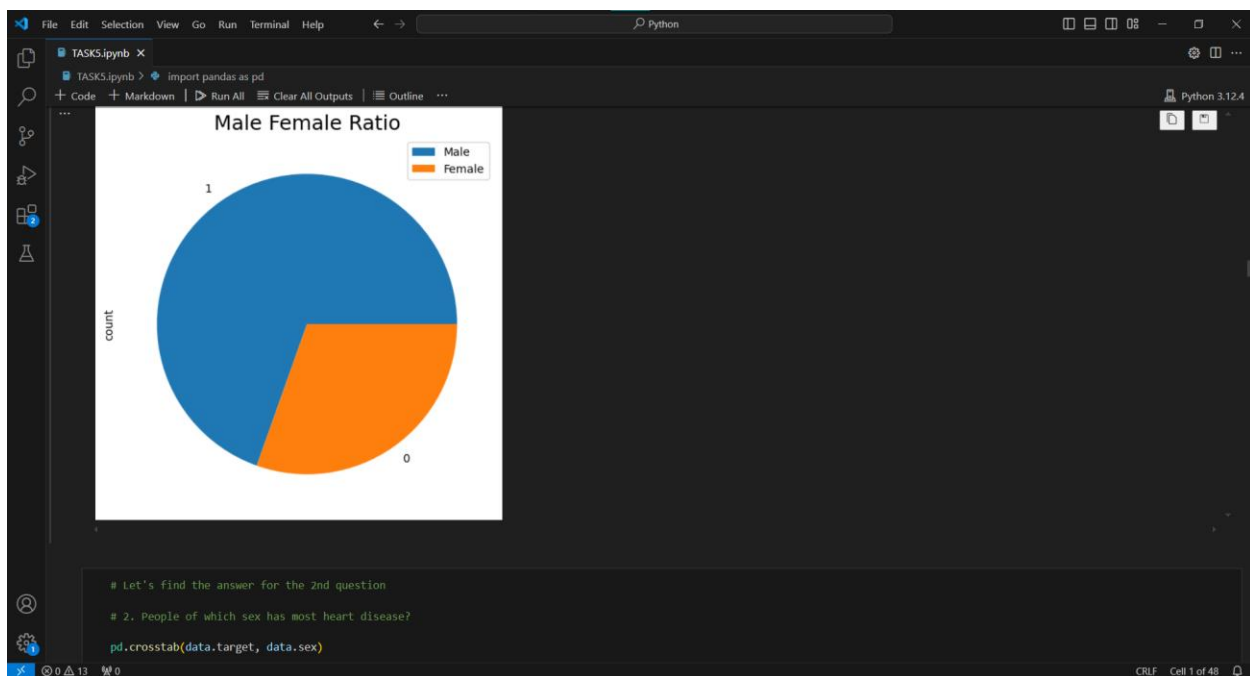 File Edit Selection View Go Run Terminal Help
Python
TASK5.ipynb
TASK5.ipynb > import pandas as pd
+ Code + Markdown | Run All Clear All Outputs | Outline ...
Python 3.12.4
Male Female Ratio
Male
Female
1
count
0
2
# Let's find the answer for the 2nd question
# 2. People of which sex has most heart disease?
pd.crosstab(data.target, data.sex)
1
0 13 0
CRLF Cell 1 of 48